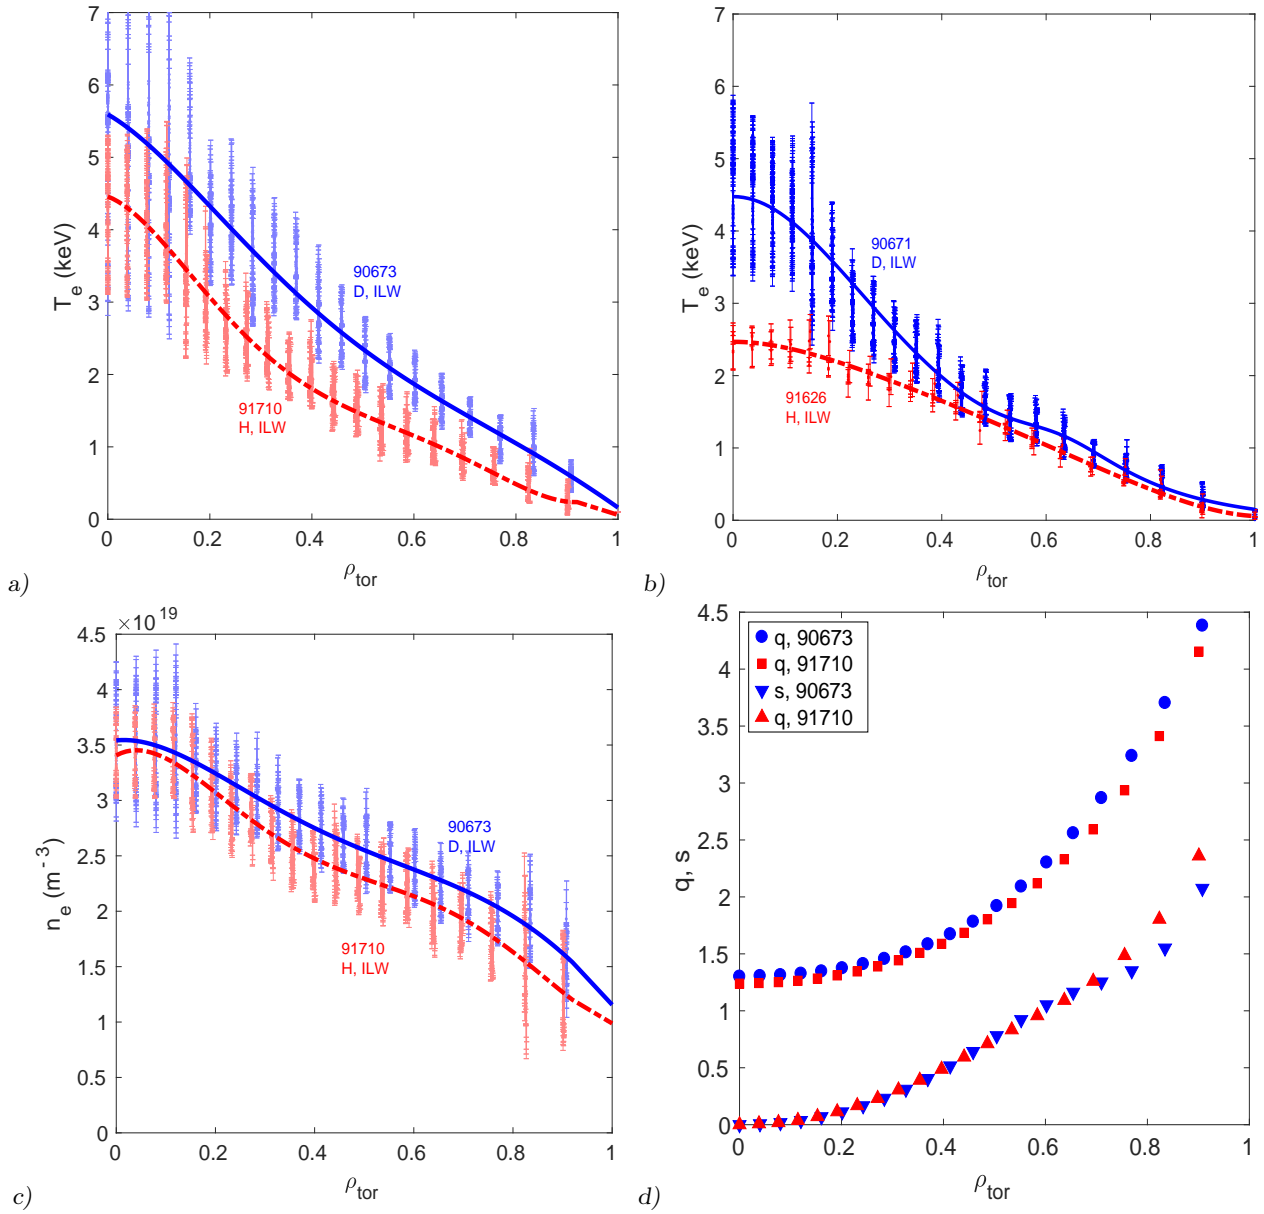 7
6
5
4
3
2
1
0
T_e (keV)
90673
D, ILW
91710
H, ILW
0 0.2 0.4 0.6 0.8 1
ρ_tor
a)
7
6
5
4
3
2
1
0
T_e (keV)
90671
D, ILW
91626
H, ILW
0 0.2 0.4 0.6 0.8 1
ρ_tor
b)
×10^19
4.5
4
3.5
3
2.5
2
1.5
1
0.5
0
n_e (m^-3)
90673
D, ILW
91710
H, ILW
0 0.2 0.4 0.6 0.8 1
ρ_tor
c)
4.5
4
3.5
3
2.5
2
1.5
1
0.5
0
q, s
q, 90673
q, 91710
s, 90673
q, 91710
0 0.2 0.4 0.6 0.8 1
ρ_tor
d)